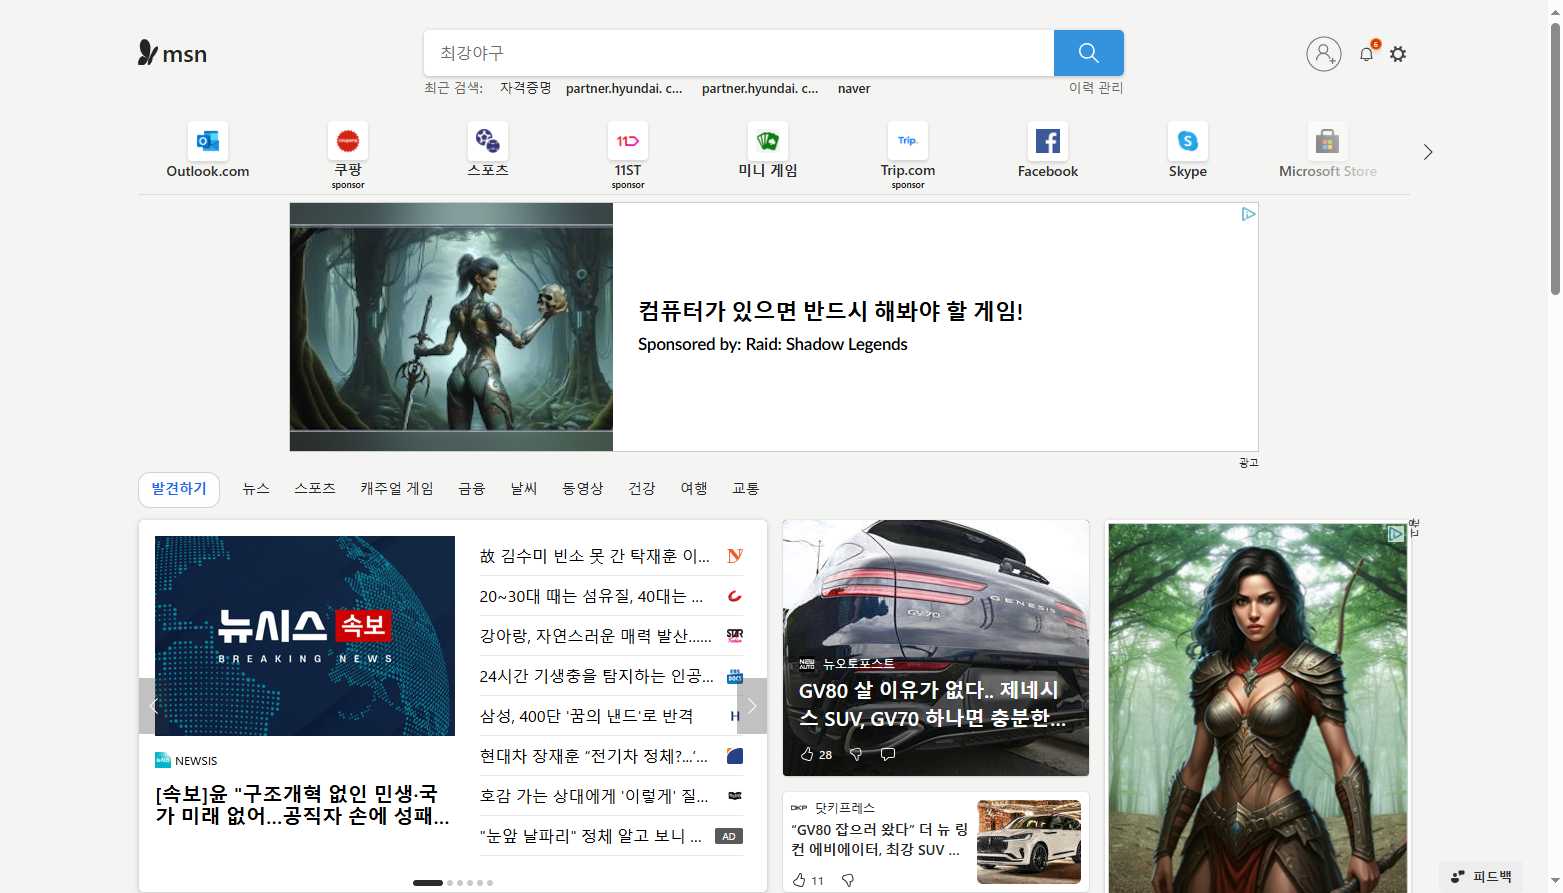 msn
최강야구
6
최근 검색:
자격증명
partner.hyundai. c...
partner.hyundai. c...
naver
이력 관리
Outlook.com
쿠팡
sponsor
스포츠
11ST
sponsor
미니 게임
Trip.
Trip.com
sponsor
Facebook
Skype
Microsoft Store
컴퓨터가 있으면 반드시 해봐야 할 게임!
Sponsored by: Raid: Shadow Legends
광고
발견하기
뉴스
스포츠
캐주얼 게임
금융
날씨
동영상
건강
여행
교통
뉴시스 속보
BREAKING NEWS
NEWSIS
[속보]윤 "구조개혁 없인 민생·국
가 미래 없어...공직자 손에 성패...
故 김수미 빈소 못 간 탁재훈 이...
20~30대 때는 섬유질, 40대는 ...
강아랑, 자연스러운 매력 발산......
24시간 기생충을 탐지하는 인공...
삼성, 400단 '꿈의 낸드'로 반격
H
현대차 장재훈 “전기차 정체?...‘...
호감 가는 상대에게 '이렇게' 질...
"눈앞 날파리" 정체 알고 보니 ...
AD
GV70
GENESIS
NEW AUTO
뉴오토포스트
GV80 살 이유가 없다.. 제네시
스 SUV, GV70 하나면 충분한...
28
DKP
닷키프레스
“GV80 잡으러 왔다” 더 뉴 링
컨 에비에이터, 최강 SUV ...
11
광고
피드백